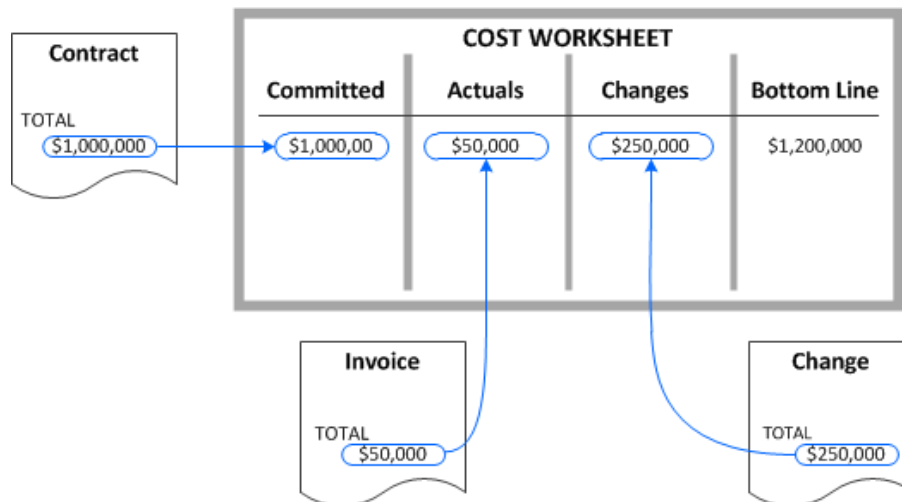 COST WORKSHEET
Contract
Committed Actuals Changes Bottom Line
TOTAL
$1,000,000 $1,000,00 $50,000 $250,000 $1,200,000
Invoice Change
TOTAL TOTAL
$50,000 $250,000